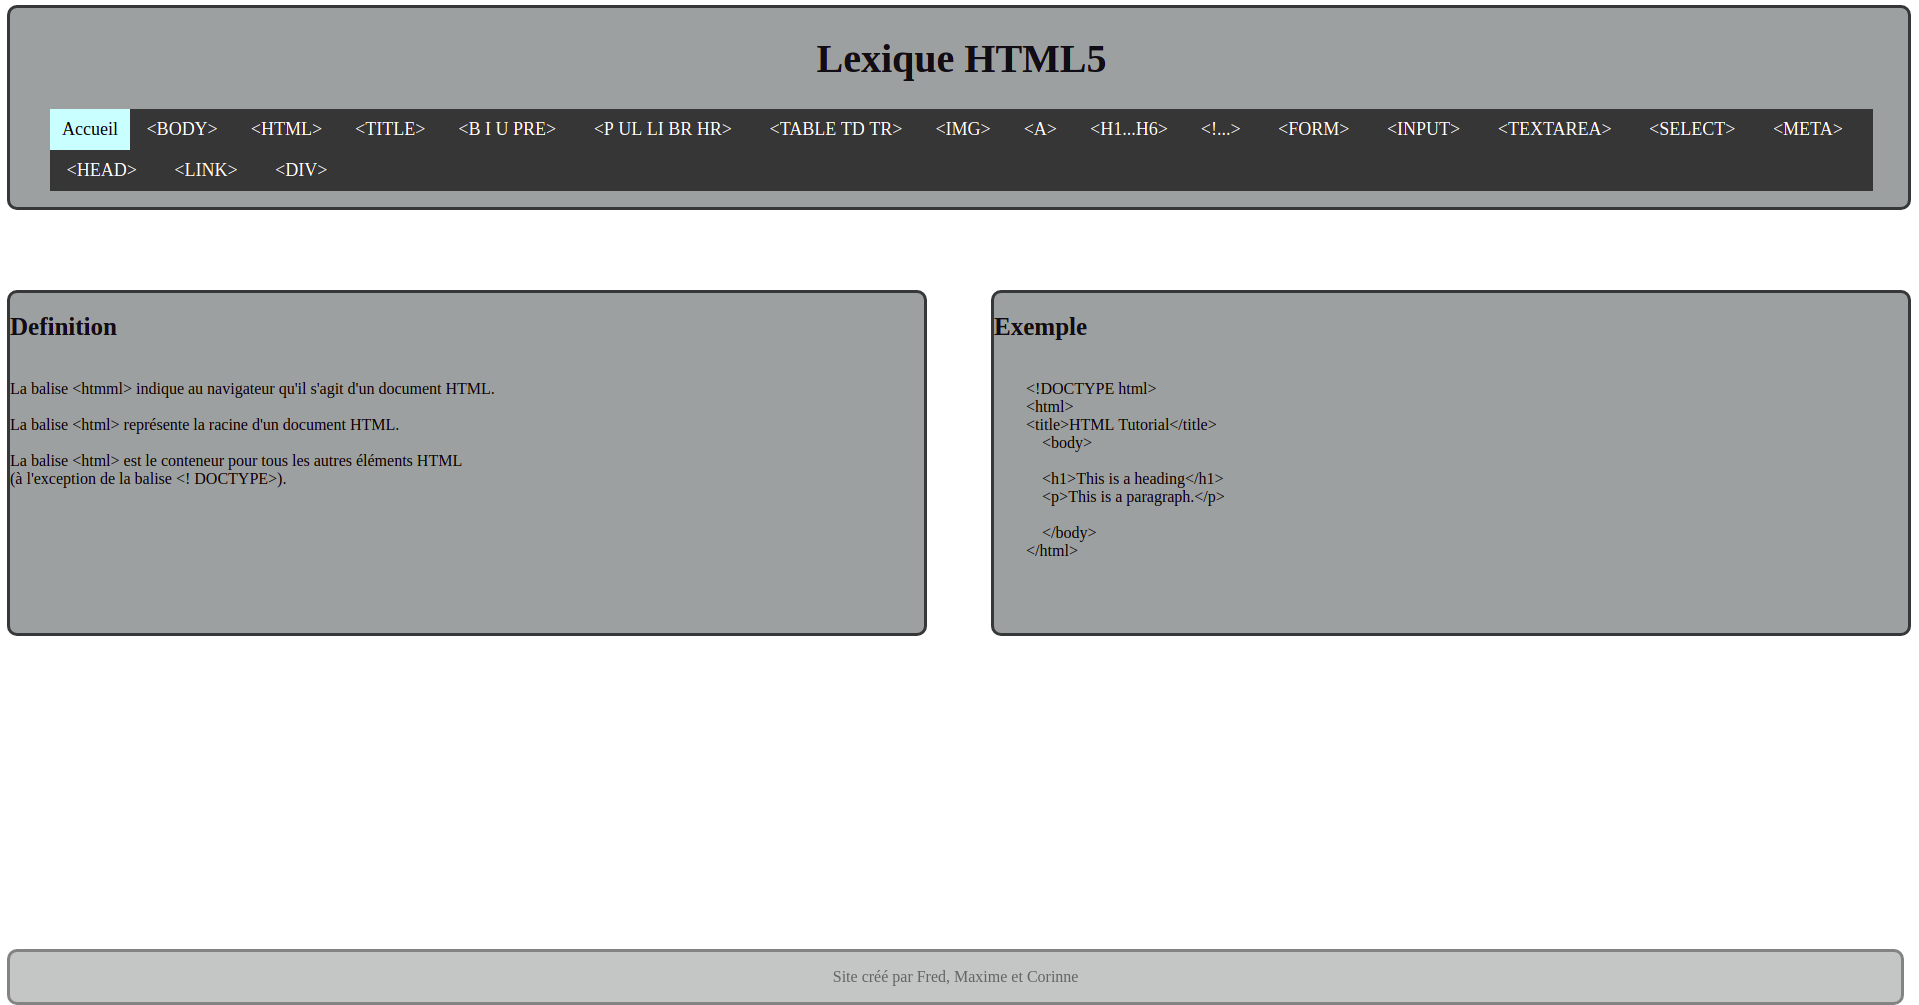 Lexique HTML5
Accueil <BODY> <HTML> <TITLE> <B I U PRE> <P UL LI BR HR> <TABLE TD TR> <IMG> <A> <H1...H6> <!...> <FORM> <INPUT> <TEXTAREA> <SELECT> <META>
<HEAD> <LINK> <DIV>
Definition
La balise <htmml> indique au navigateur qu'il s'agit d'un document HTML.
La balise <html> représente la racine d'un document HTML.
La balise <html> est le conteneur pour tous les autres éléments HTML
(à l'exception de la balise <! DOCTYPE>).
Exemple
<!DOCTYPE html>
<html>
<title>HTML Tutorial</title>
<body>
<h1>This is a heading</h1>
<p>This is a paragraph.</p>
</body>
</html>
Site créé par Fred, Maxime et Corinne